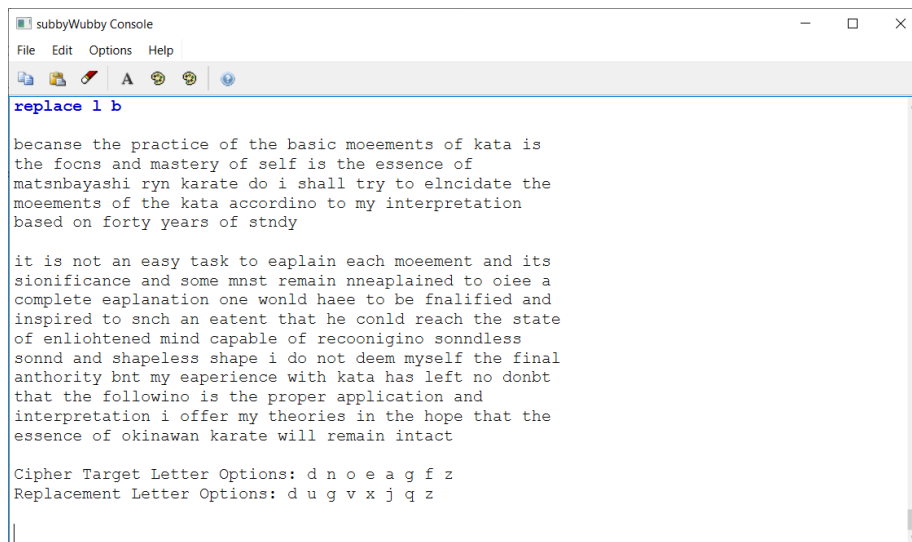 subbyWubby Console
File Edit Options Help
A
replace l b
becanse the practice of the basic moeements of kata is
the focns and mastery of self is the essence of
matsnbayashi ryn karate do i shall try to elncidate the
moeements of the kata accordino to my interpretation
based on forty years of stndy
it is not an easy task to eaplain each moeement and its
sionificance and some mnst remain nneaplained to oiee a
complete eaplanation one wonld haee to be fnalified and
inspired to snch an eatent that he conld reach the state
of enliohtened mind capable of recoonigino sonndless
sonnd and shapeless shape i do not deem myself the final
anthority bnt my eaperience with kata has left no donbt
that the followino is the proper application and
interpretation i offer my theories in the hope that the
essence of okinawan karate will remain intact
Cipher Target Letter Options: d n o e a g f z
Replacement Letter Options: d u g v x j q z